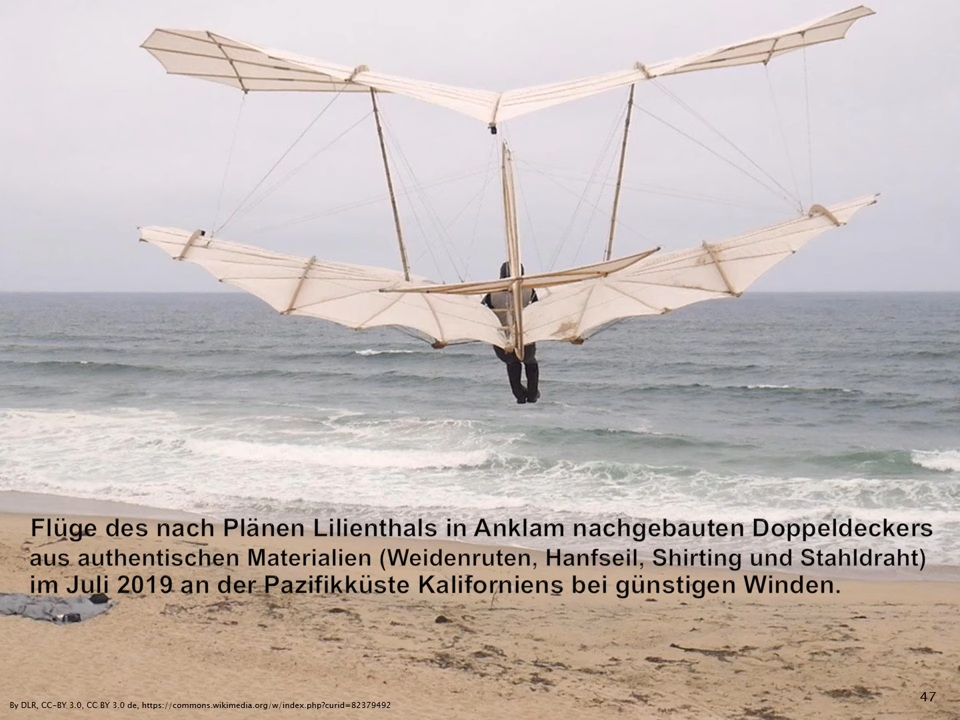 Flüge des nach Plänen Lilienthals in Anklam nachgebauten Doppeldeckers
aus authentischen Materialien (Weidenruten, Hanfseil, Shirting und Stahldraht)
im Juli 2019 an der Pazifikküste Kaliforniens bei günstigen Winden.
47
By DLR, CC-BY 3.0, CC BY 3.0 de, https://commons.wikimedia.org/w/index.php?curid=82379492